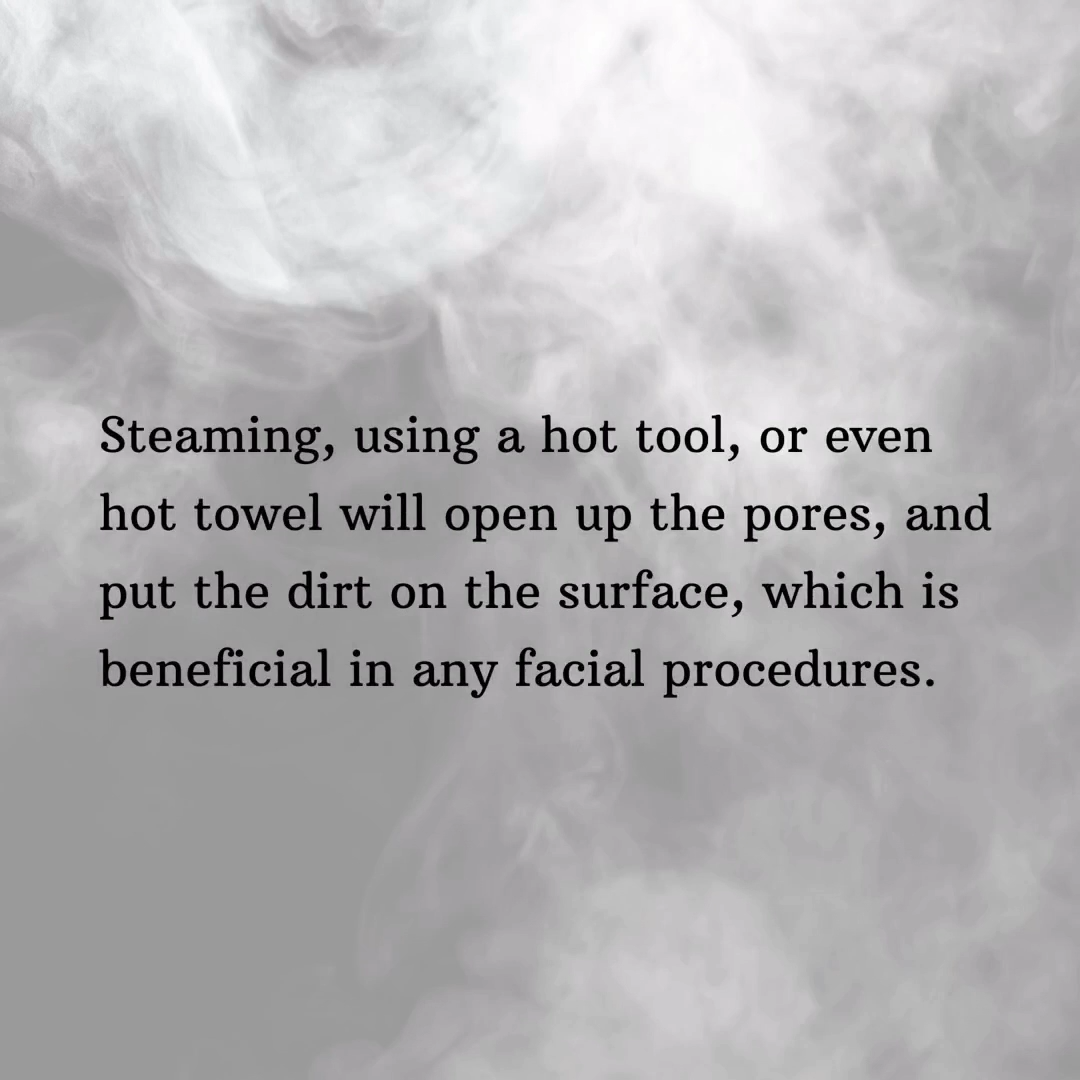 Steaming, using a hot tool, or even
hot towel will open up the pores, and
put the dirt on the surface, which is
beneficial in any facial procedures.